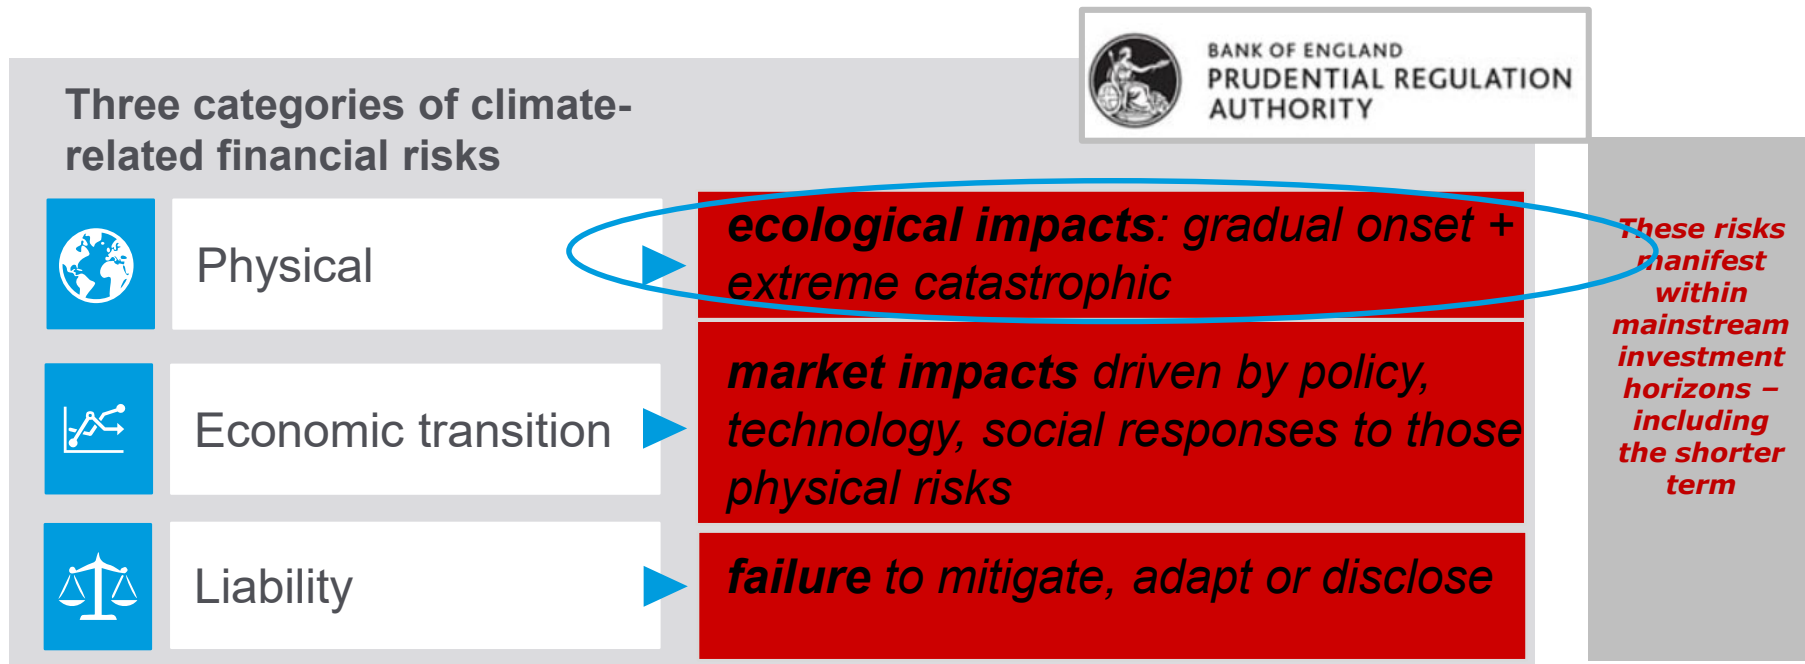 BANK OF ENGLAND
PRUDENTIAL REGULATION
AUTHORITY
Three categories of climate-
related financial risks
Physical
ecological impacts: gradual onset +
extreme catastrophic
Economic transition
market impacts driven by policy,
technology, social responses to those
physical risks
Liability
failure to mitigate, adapt or disclose
These risks
manifest
within
mainstream
investment
horizons –
including
the shorter
term